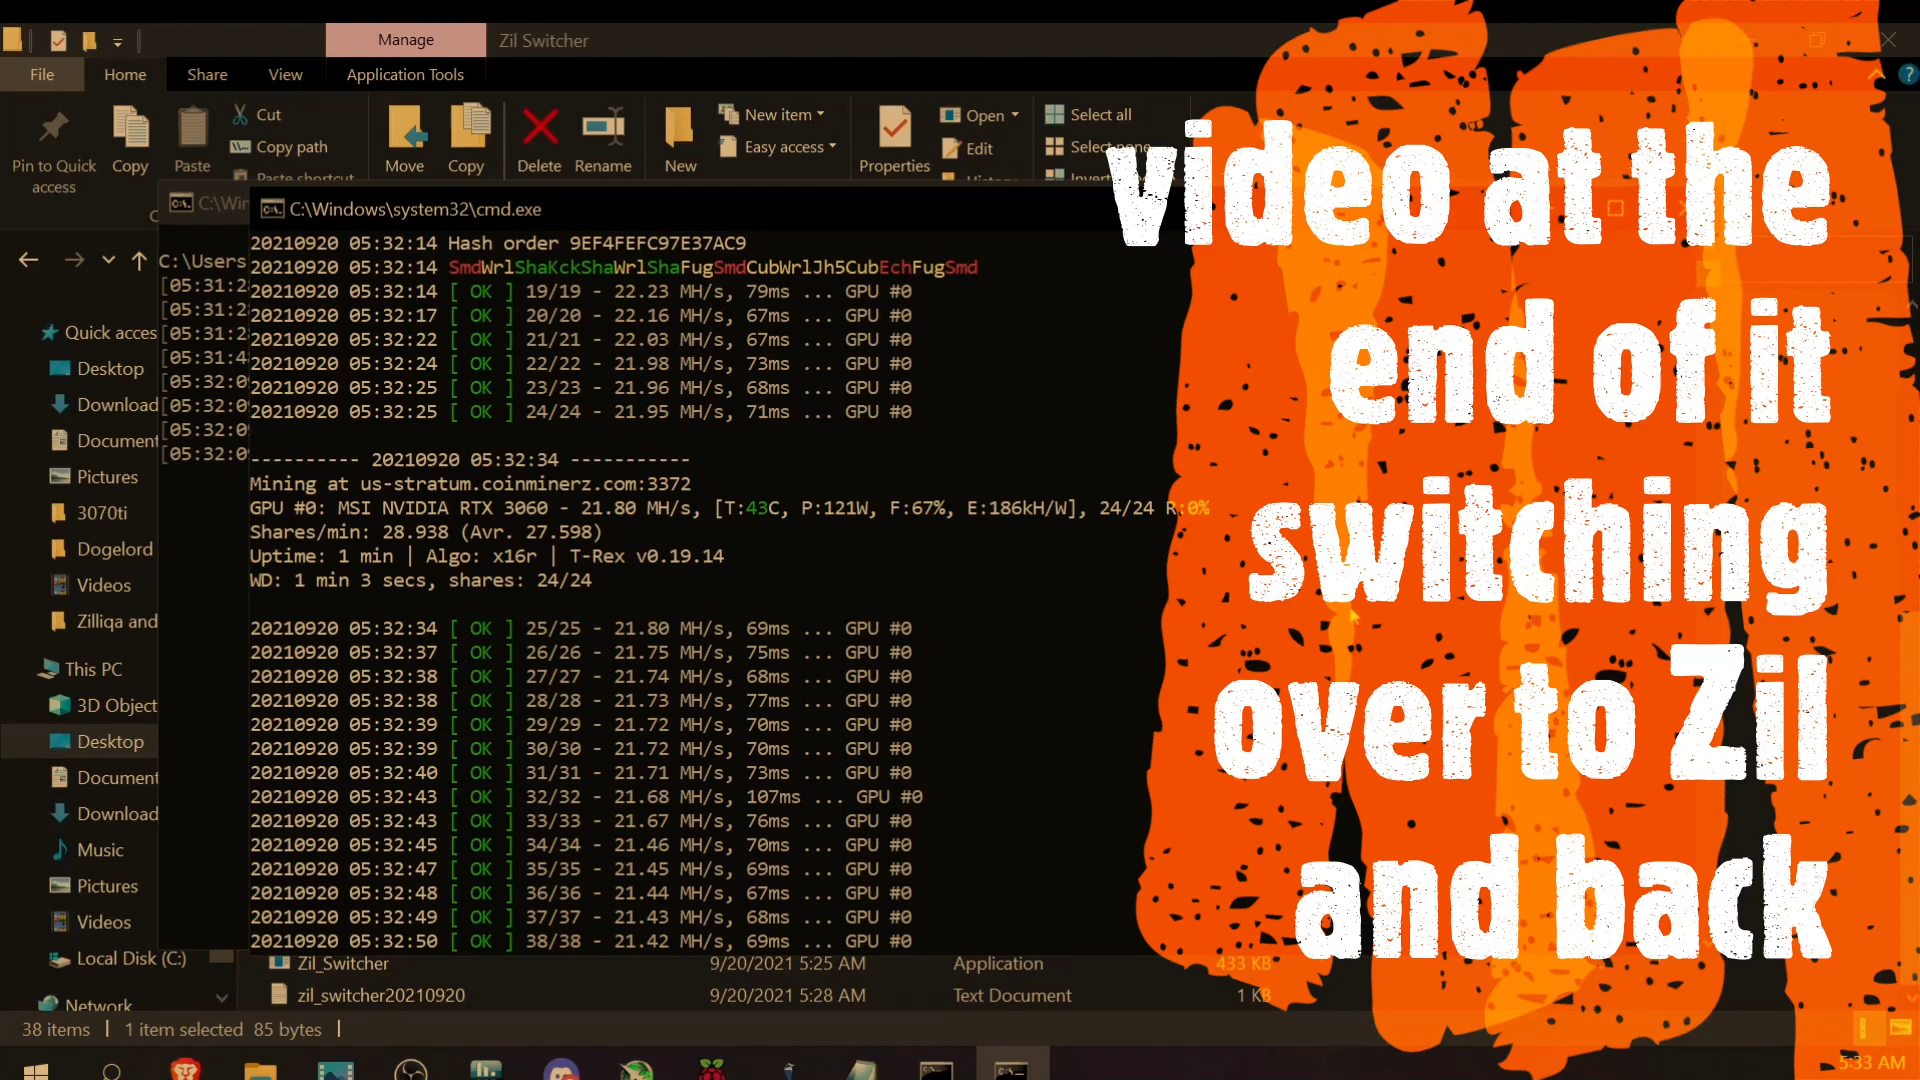 Manage
Zil Switcher
File
Home
Share
View
Application Tools
Pin to Quick access
Copy
Paste
Cut
Copy path
Paste shortcut
Move
Copy
Delete
Rename
New
New item
Easy access
Properties
Open
Edit
Select all
Select none
C:\Windows\system32\cmd.exe
C:\Users
[05:32:0
20210920 05:32:14 Hash order 9EF4FEFC97E37AC9
20210920 05:32:14 SmdWrlShaKckShaWrlShaFugSmdCubWrlJh5CubEchFugSmd
20210920 05:32:14 [ OK ] 19/19 - 22.23 MH/s, 79ms ... GPU #0
20210920 05:32:17 [ OK ] 20/20 - 22.16 MH/s, 67ms ... GPU #0
20210920 05:32:22 [ OK ] 21/21 - 22.03 MH/s, 67ms ... GPU #0
20210920 05:32:24 [ OK ] 22/22 - 21.98 MH/s, 73ms ... GPU #0
20210920 05:32:25 [ OK ] 23/23 - 21.96 MH/s, 68ms ... GPU #0
20210920 05:32:25 [ OK ] 24/24 - 21.95 MH/s, 71ms ... GPU #0
---------- 20210920 05:32:34 -----------
Mining at us-stratum.coinminerz.com:3372
GPU #0: MSI NVIDIA RTX 3060 - 21.80 MH/s, [T:43C, P:121W, F:67%, E:186kH/W], 24/24 R:0%
Shares/min: 28.938 (Avr. 27.598)
Uptime: 1 min | Algo: x16r | T-Rex v0.19.14
WD: 1 min 3 secs, shares: 24/24
20210920 05:32:34 [ OK ] 25/25 - 21.80 MH/s, 69ms ... GPU #0
20210920 05:32:37 [ OK ] 26/26 - 21.75 MH/s, 75ms ... GPU #0
20210920 05:32:38 [ OK ] 27/27 - 21.74 MH/s, 68ms ... GPU #0
20210920 05:32:38 [ OK ] 28/28 - 21.73 MH/s, 77ms ... GPU #0
20210920 05:32:39 [ OK ] 29/29 - 21.72 MH/s, 70ms ... GPU #0
20210920 05:32:39 [ OK ] 30/30 - 21.72 MH/s, 70ms ... GPU #0
20210920 05:32:40 [ OK ] 31/31 - 21.71 MH/s, 73ms ... GPU #0
20210920 05:32:43 [ OK ] 32/32 - 21.68 MH/s, 107ms ... GPU #0
20210920 05:32:43 [ OK ] 33/33 - 21.67 MH/s, 76ms ... GPU #0
20210920 05:32:45 [ OK ] 34/34 - 21.46 MH/s, 70ms ... GPU #0
20210920 05:32:47 [ OK ] 35/35 - 21.45 MH/s, 69ms ... GPU #0
20210920 05:32:48 [ OK ] 36/36 - 21.44 MH/s, 67ms ... GPU #0
20210920 05:32:49 [ OK ] 37/37 - 21.43 MH/s, 68ms ... GPU #0
20210920 05:32:50 [ OK ] 38/38 - 21.42 MH/s, 69ms ... GPU #0
Quick acces
Desktop
Download
Document
Pictures
3070ti
Dogelord
Videos
Zilliqa and
This PC
3D Object
Desktop
Document
Download
Music
Pictures
Videos
Local Disk (C:)
Network
Zil_Switcher 9/20/2021 5:25 AM Application 433 KB
zil_switcher20210920 9/20/2021 5:28 AM Text Document 1 KB
38 items
1 item selected 85 bytes
5:33 AM
video at the
end of it
switching
over to Zil
and back